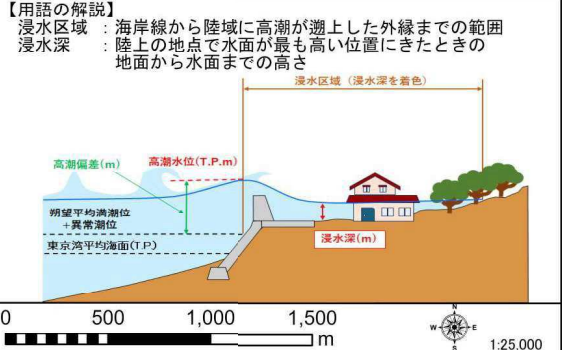 【用語の解説】
浸水区域 ：海岸線から陸域に高潮が遡上した外縁までの範囲
浸水深 ：陸上の地点で水面が最も高い位置にきたときの
地面から水面までの高さ
浸水区域（浸水深を着色）
高潮偏差(m)
高潮水位(T.P.m)
朔望平均満潮位
+異常潮位
東京湾平均海面(T.P)
浸水深(m)
0 500 1,000 1,500
m
N
W E
S
1:25,000